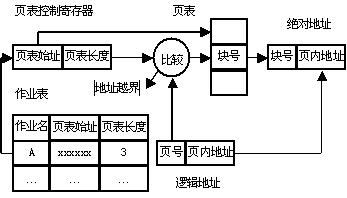 页表控制寄存器
页表
绝对地址
页表始址 页表长度
比较
块号
块号 页内地址
地址越界
作业表
作业名 页表始址 页表长度
A xxxxxx 3
... ... ...
页号 页内地址
逻辑地址